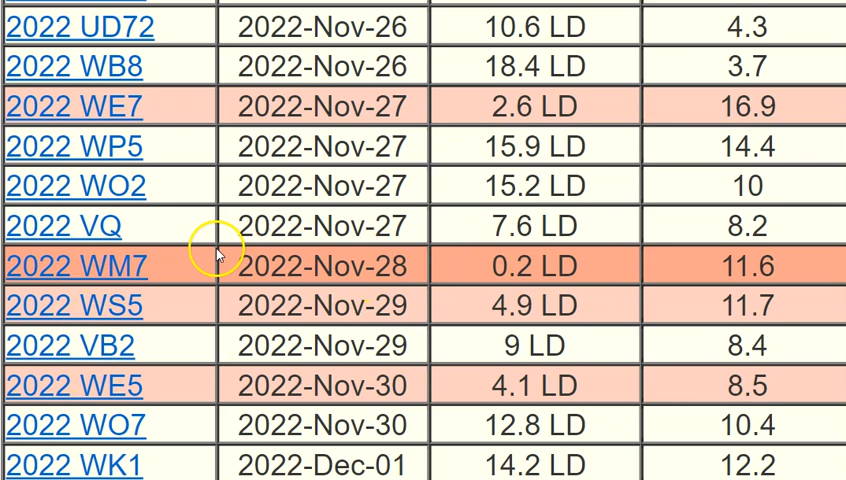 2022 UD72 2022-Nov-26 10.6 LD 4.3
2022 WB8 2022-Nov-26 18.4 LD 3.7
2022 WE7 2022-Nov-27 2.6 LD 16.9
2022 WP5 2022-Nov-27 15.9 LD 14.4
2022 WO2 2022-Nov-27 15.2 LD 10
2022 VQ 2022-Nov-27 7.6 LD 8.2
2022 WM7 2022-Nov-28 0.2 LD 11.6
2022 WS5 2022-Nov-29 4.9 LD 11.7
2022 VB2 2022-Nov-29 9 LD 8.4
2022 WE5 2022-Nov-30 4.1 LD 8.5
2022 WO7 2022-Nov-30 12.8 LD 10.4
2022 WK1 2022-Dec-01 14.2 LD 12.2